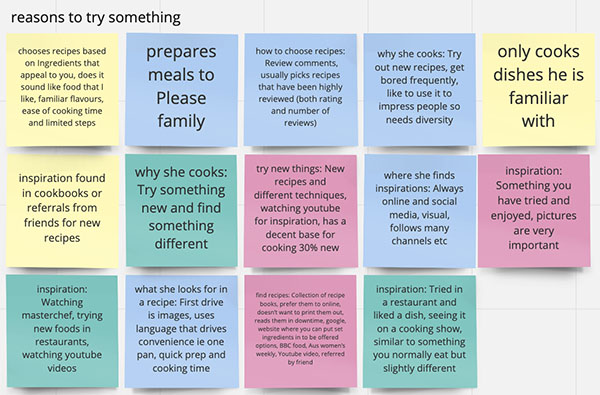 reasons to try something
chooses recipes based
on Ingredients that
appeal to you, does it
sound like food that I
like, familiar flavours,
ease of cooking time
and limited steps
prepares
meals to
Please
family
how to choose recipes:
Review comments,
usually picks recipes
that have been highly
reviewed (both rating
and number of
reviews)
why she cooks: Try
out new recipes, get
bored frequently,
like to use it to
impress people so
needs diversity
only cooks
dishes he is
familiar
with
inspiration found
in cookbooks or
referrals from
friends for new
recipes
why she cooks:
Try something
new and find
something
different
try new things: New
recipes and
different techniques,
watching youtube
for inspiration, has a
decent base for
cooking 30% new
where she finds
inspirations: Always
online and social
media, visual,
follows many
channels etc
inspiration:
Something you
have tried and
enjoyed, pictures
are very
important
inspiration:
Watching
masterchef, trying
new foods in
restaurants,
watching youtube
videos
what she looks for in
a recipe: First drive
is images, uses
language that drives
convenience ie one
pan, quick prep and
cooking time
find recipes: Collection of recipe
books, prefer them to online,
doesn't want to print them out,
reads them in downtime, google,
website where you can put set
ingredients in to be offered
options, BBC food, Aus women's
weekly, Youtube video, referred
by friend
inspiration: Tried in
a restaurant and
liked a dish, seeing it
on a cooking show,
similar to something
you normally eat but
slightly different